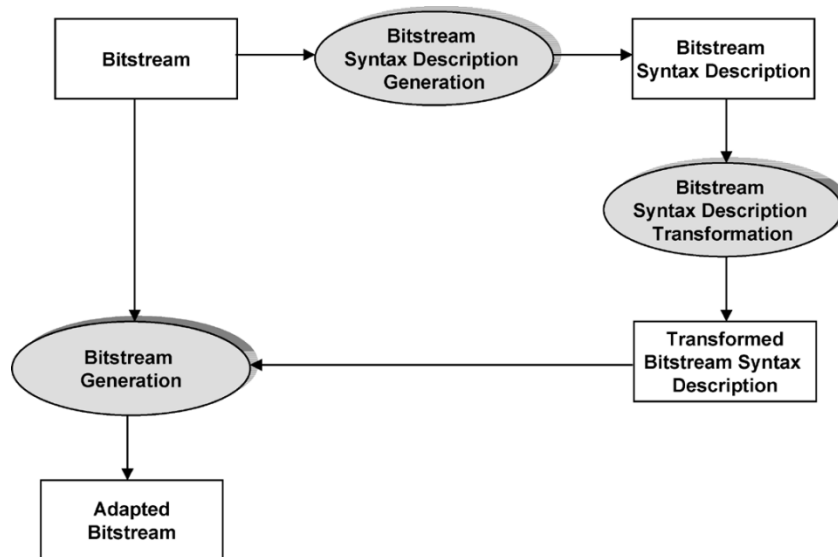 Bitstream
Bitstream
Syntax Description
Generation
Bitstream
Syntax Description
Bitstream
Syntax Description
Transformation
Transformed
Bitstream Syntax
Description
Bitstream
Generation
Adapted
Bitstream